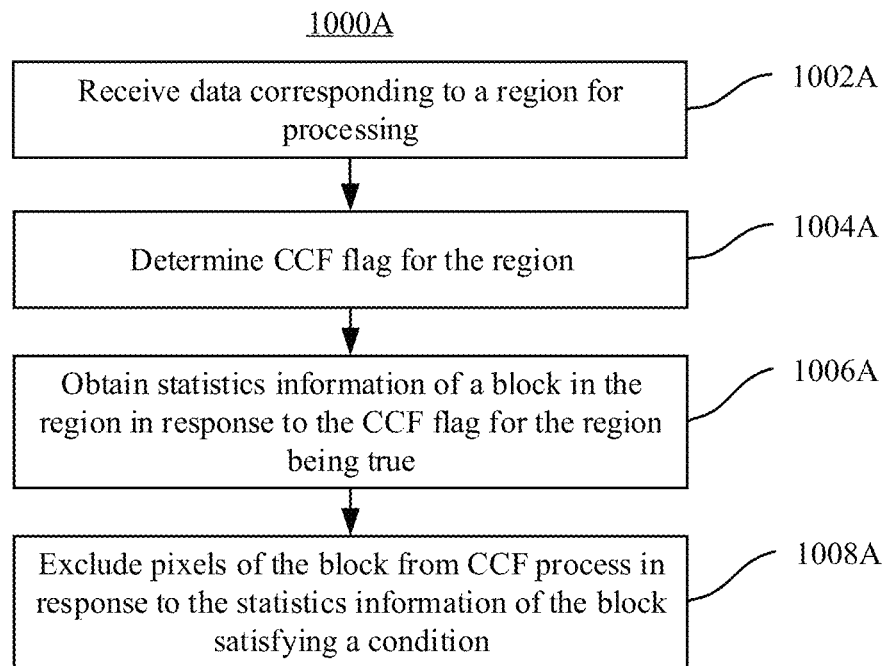 1000A
Receive data corresponding to a region for
processing
1002A
Determine CCF flag for the region
1004A
Obtain statistics information of a block in the
region in response to the CCF flag for the region
being true
1006A
Exclude pixels of the block from CCF process in
response to the statistics information of the block
satisfying a condition
1008A